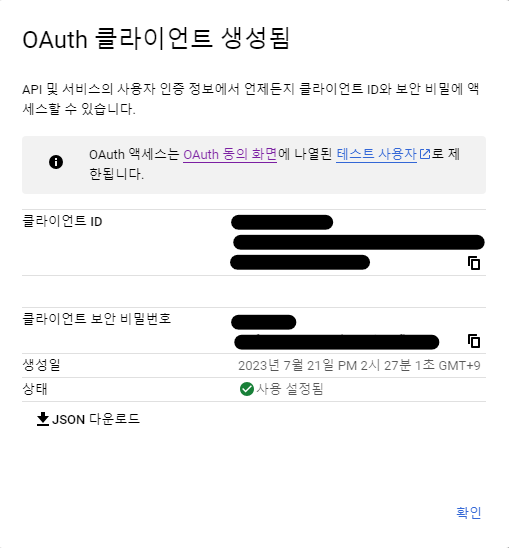 OAuth 클라이언트 생성됨
API 및 서비스의 사용자 인증 정보에서 언제든지 클라이언트 ID와 보안 비밀에 액
세스할 수 있습니다.
OAuth 액세스는 OAuth 동의 화면에 나열된 테스트 사용자로 제
한됩니다.
클라이언트 ID
클라이언트 보안 비밀번호
생성일 2023년 7월 21일 PM 2시 27분 1초 GMT+9
상태 사용 설정됨
JSON 다운로드
확인